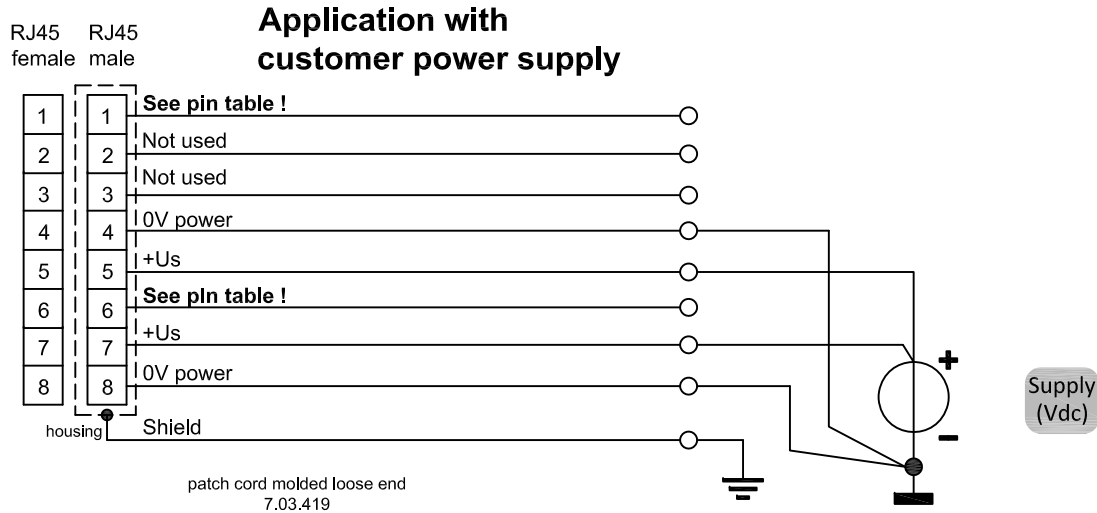 Application with
customer power supply
RJ45 female
RJ45 male
1 1 See pin table !
2 2 Not used
3 3 Not used
4 4 0V power
5 5 +Us
6 6 See pIn table !
7 7 +Us
8 8 0V power
housing Shield
+
Supply
(Vdc)
−
patch cord molded loose end
7.03.419